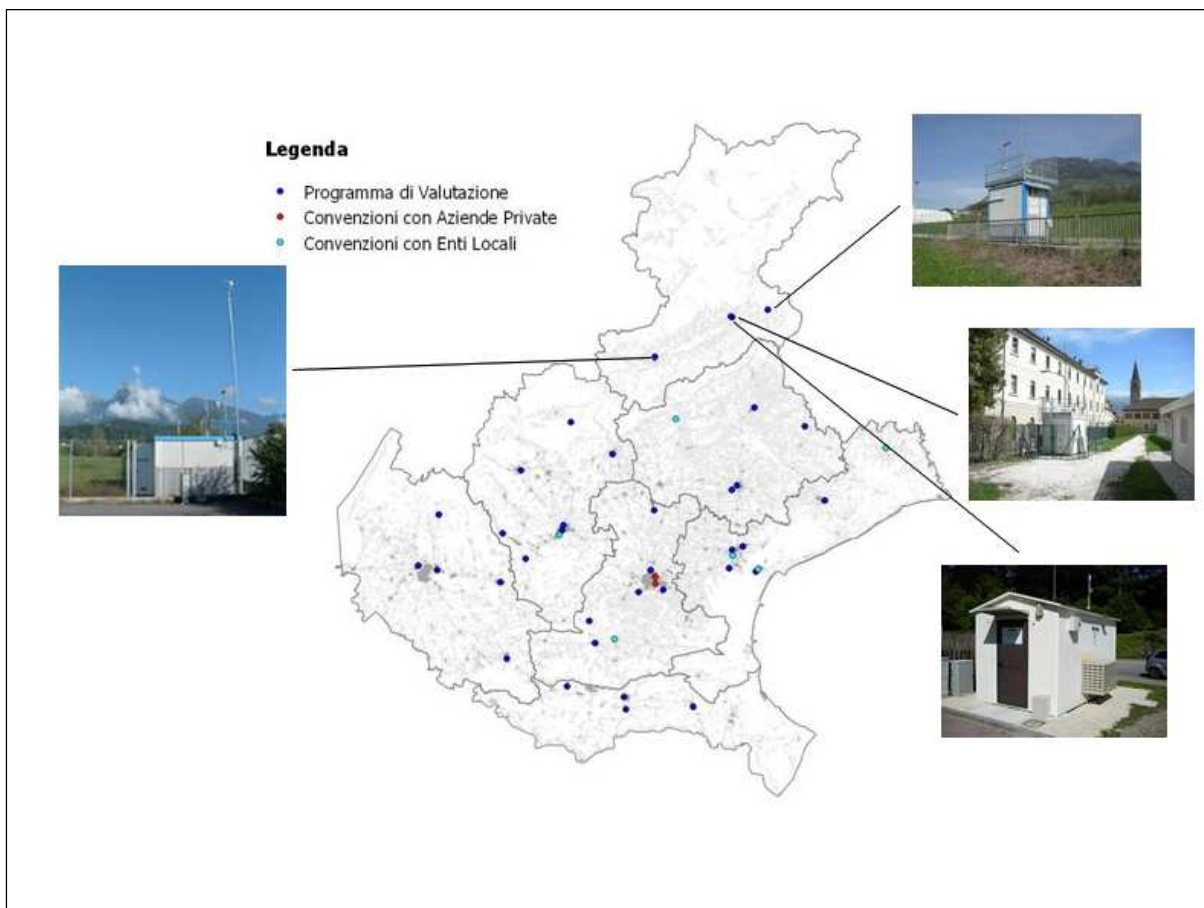 Legenda
Programma di Valutazione
Convenzioni con Aziende Private
Convenzioni con Enti Locali